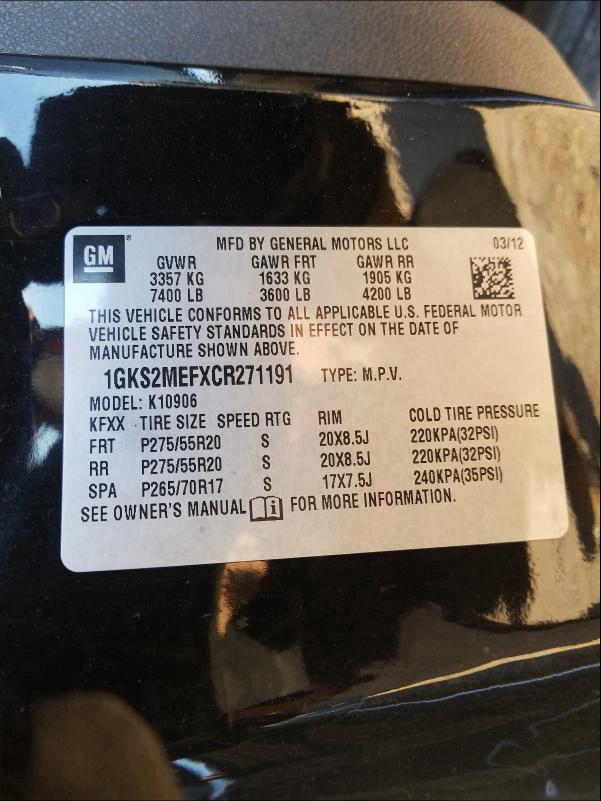 GM ® MFD BY GENERAL MOTORS LLC 03/12
GVWR GAWR FRT GAWR RR
3357 KG 1633 KG 1905 KG
7400 LB 3600 LB 4200 LB
THIS VEHICLE CONFORMS TO ALL APPLICABLE U.S. FEDERAL MOTOR
VEHICLE SAFETY STANDARDS IN EFFECT ON THE DATE OF
MANUFACTURE SHOWN ABOVE.
1GKS2MEFXCR271191 TYPE: M.P.V.
MODEL: K10906
KFXX TIRE SIZE SPEED RTG RIM COLD TIRE PRESSURE
FRT P275/55R20 S 20X8.5J 220KPA(32PSI)
RR P275/55R20 S 20X8.5J 220KPA(32PSI)
SPA P265/70R17 S 17X7.5J 240KPA(35PSI)
SEE OWNER'S MANUAL FOR MORE INFORMATION.